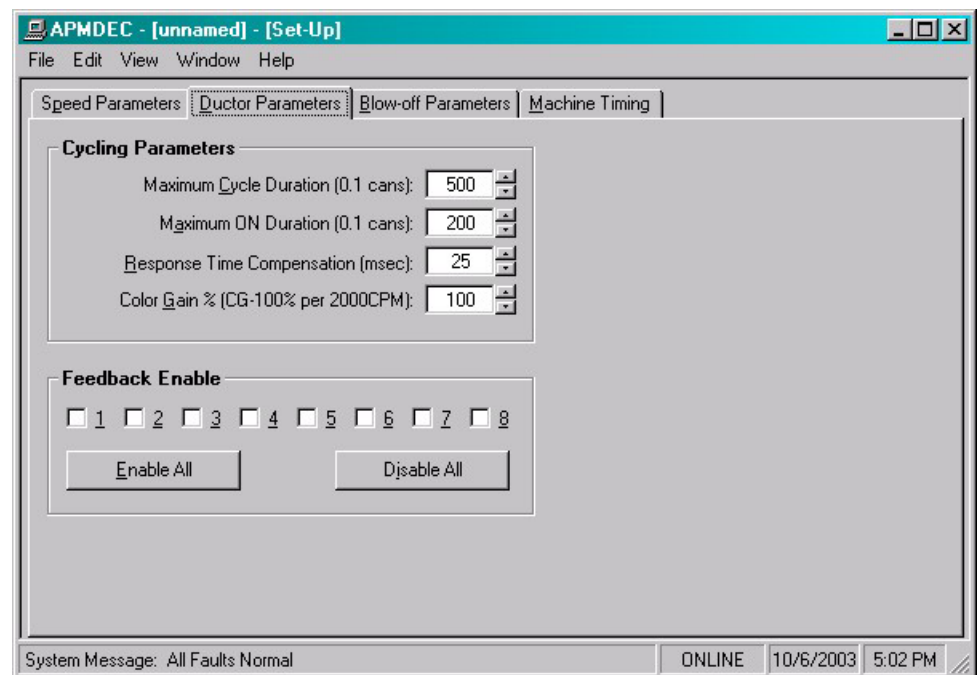 APMDEC - [unnamed] - [Set-Up]
File Edit View Window Help
Speed Parameters Ductor Parameters Blow-off Parameters Machine Timing
Cycling Parameters
Maximum Cycle Duration (0.1 cans): 500
Maximum ON Duration (0.1 cans): 200
Response Time Compensation (msec): 25
Color Gain % (CG-100% per 2000CPM): 100
Feedback Enable
1 2 3 4 5 6 7 8
Enable All Disable All
System Message: All Faults Normal ONLINE 10/6/2003 5:02 PM